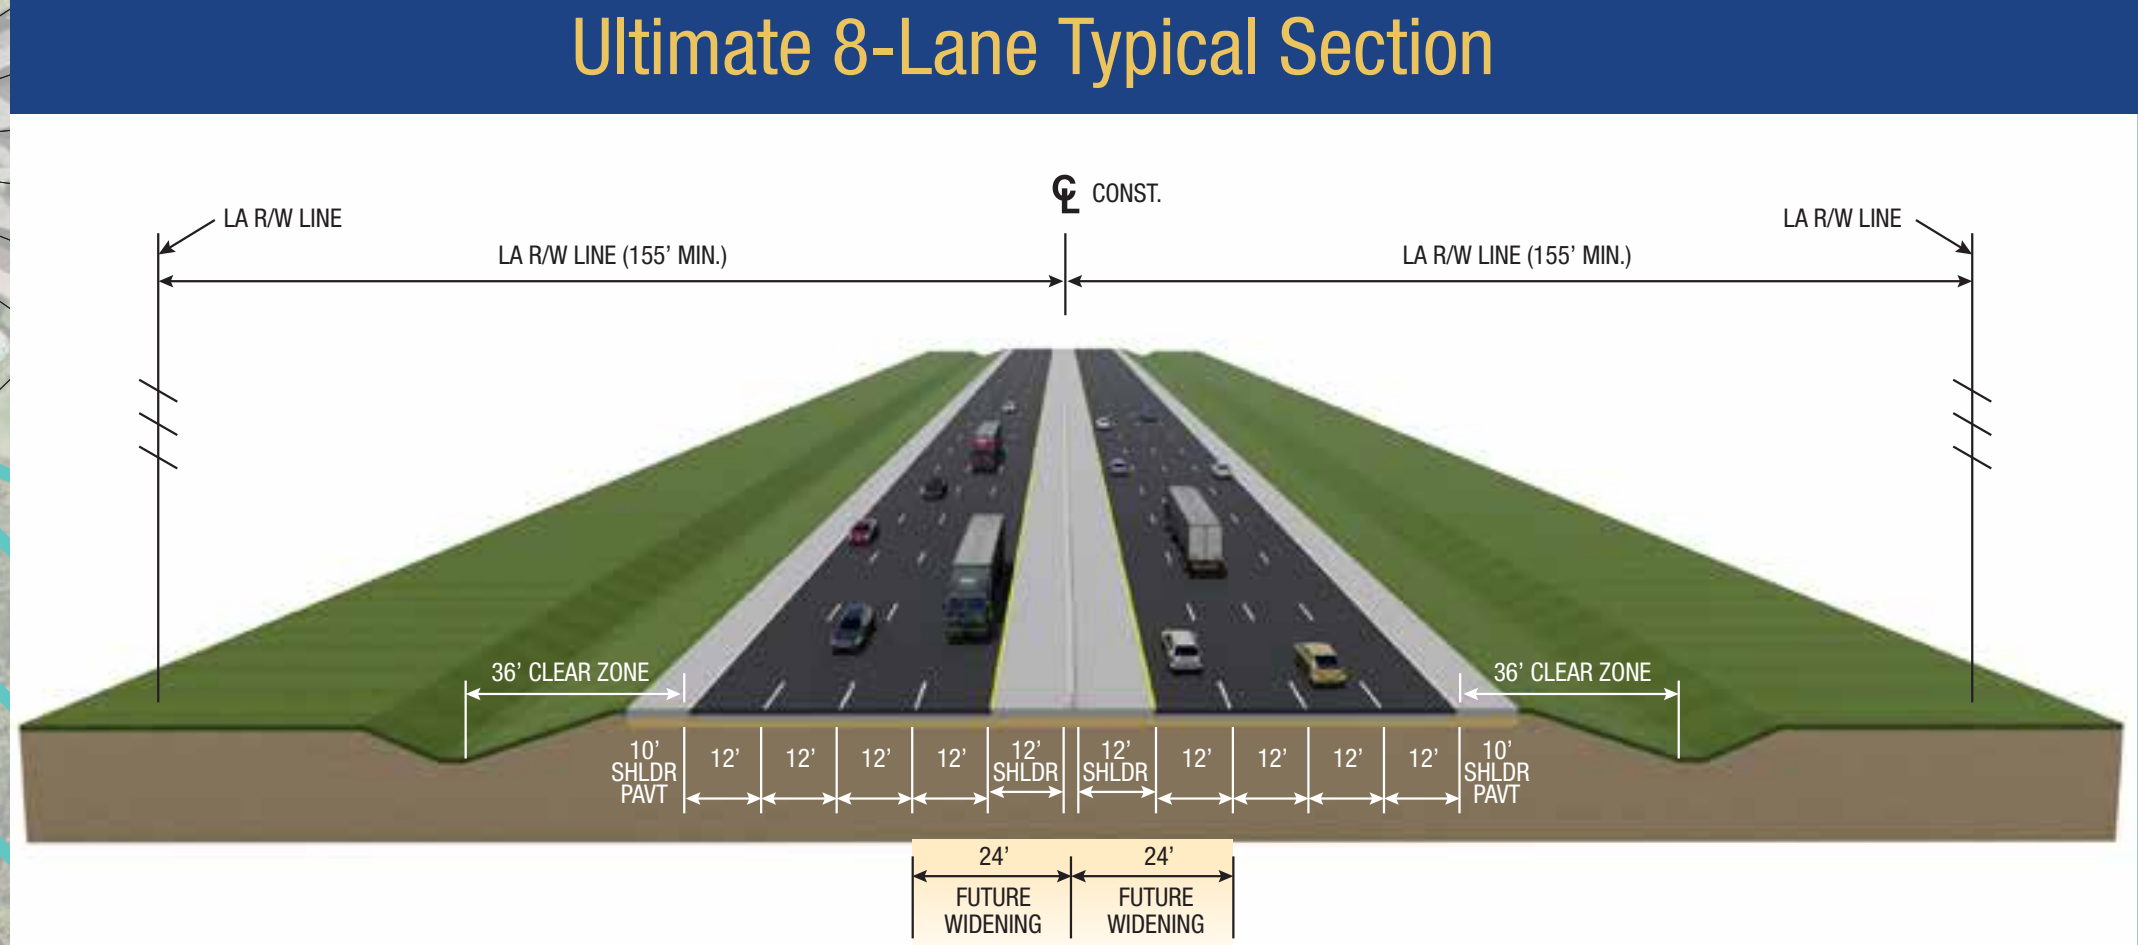 Ultimate 8-Lane Typical Section
℄ CONST.
LA R/W LINE
LA R/W LINE
LA R/W LINE (155’ MIN.)
LA R/W LINE (155’ MIN.)
36’ CLEAR ZONE
36’ CLEAR ZONE
10’
SHLDR
PAVT
12’
12’
12’
12’
12’
SHLDR
12’
SHLDR
12’
12’
12’
12’
10’
SHLDR
PAVT
24’
FUTURE
WIDENING
24’
FUTURE
WIDENING